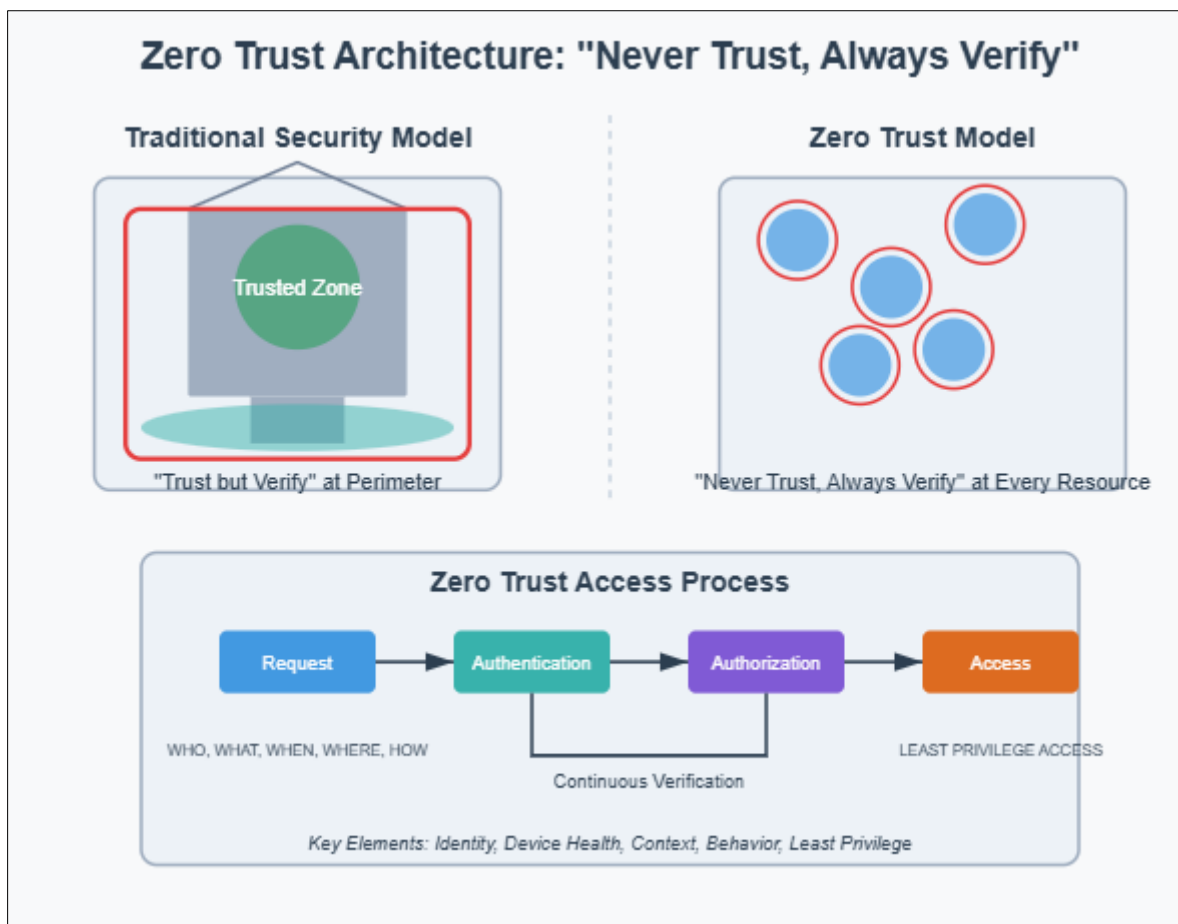 Zero Trust Architecture: "Never Trust, Always Verify"
Traditional Security Model
Zero Trust Model
Trusted Zone
"Trust but Verify" at Perimeter
"Never Trust, Always Verify" at Every Resource
Zero Trust Access Process
Request
Authentication
Authorization
Access
WHO, WHAT, WHEN, WHERE, HOW
LEAST PRIVILEGE ACCESS
Continuous Verification
Key Elements: Identity, Device Health, Context, Behavior, Least Privilege